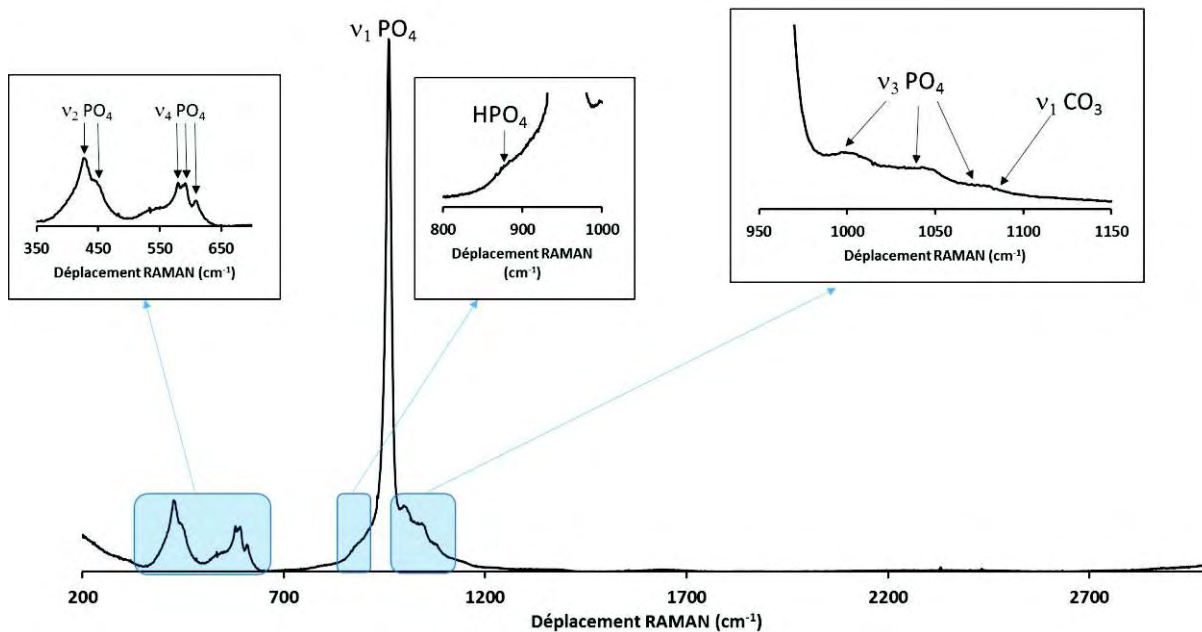 ν₁ PO₄
ν₂ PO₄ ν₄ PO₄
350 450 550 650
Déplacement RAMAN (cm⁻¹)
HPO₄
800 900 1000
Déplacement RAMAN
(cm⁻¹)
ν₃ PO₄
ν₁ CO₃
950 1000 1050 1100 1150
Déplacement RAMAN (cm⁻¹)
200 700 1200 1700 2200 2700
Déplacement RAMAN (cm⁻¹)